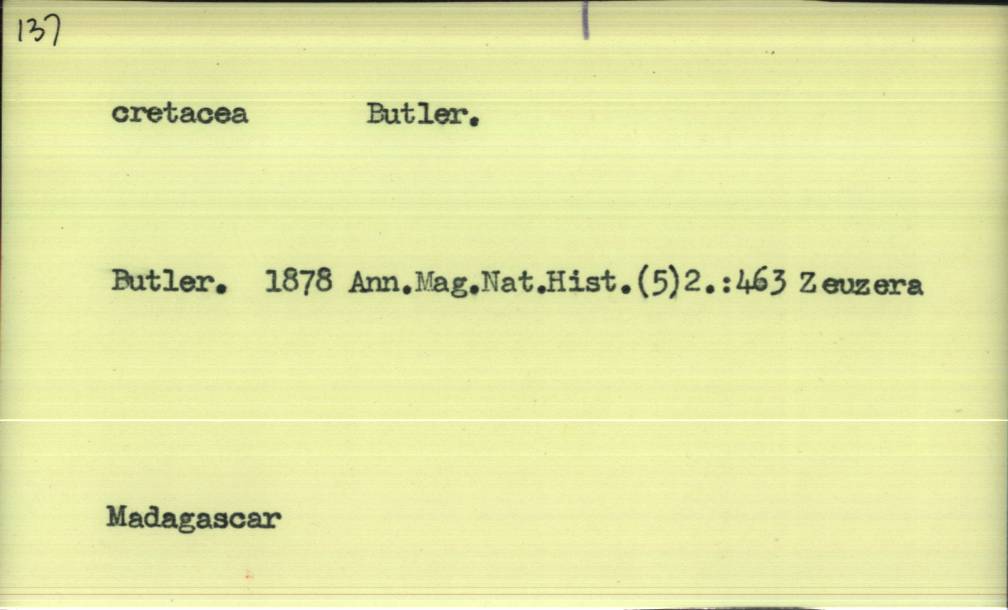 137
cretacea Butler.
Butler. 1878 Ann.Mag.Nat.Hist.(5)2.:463 Zeuzera
Madagascar